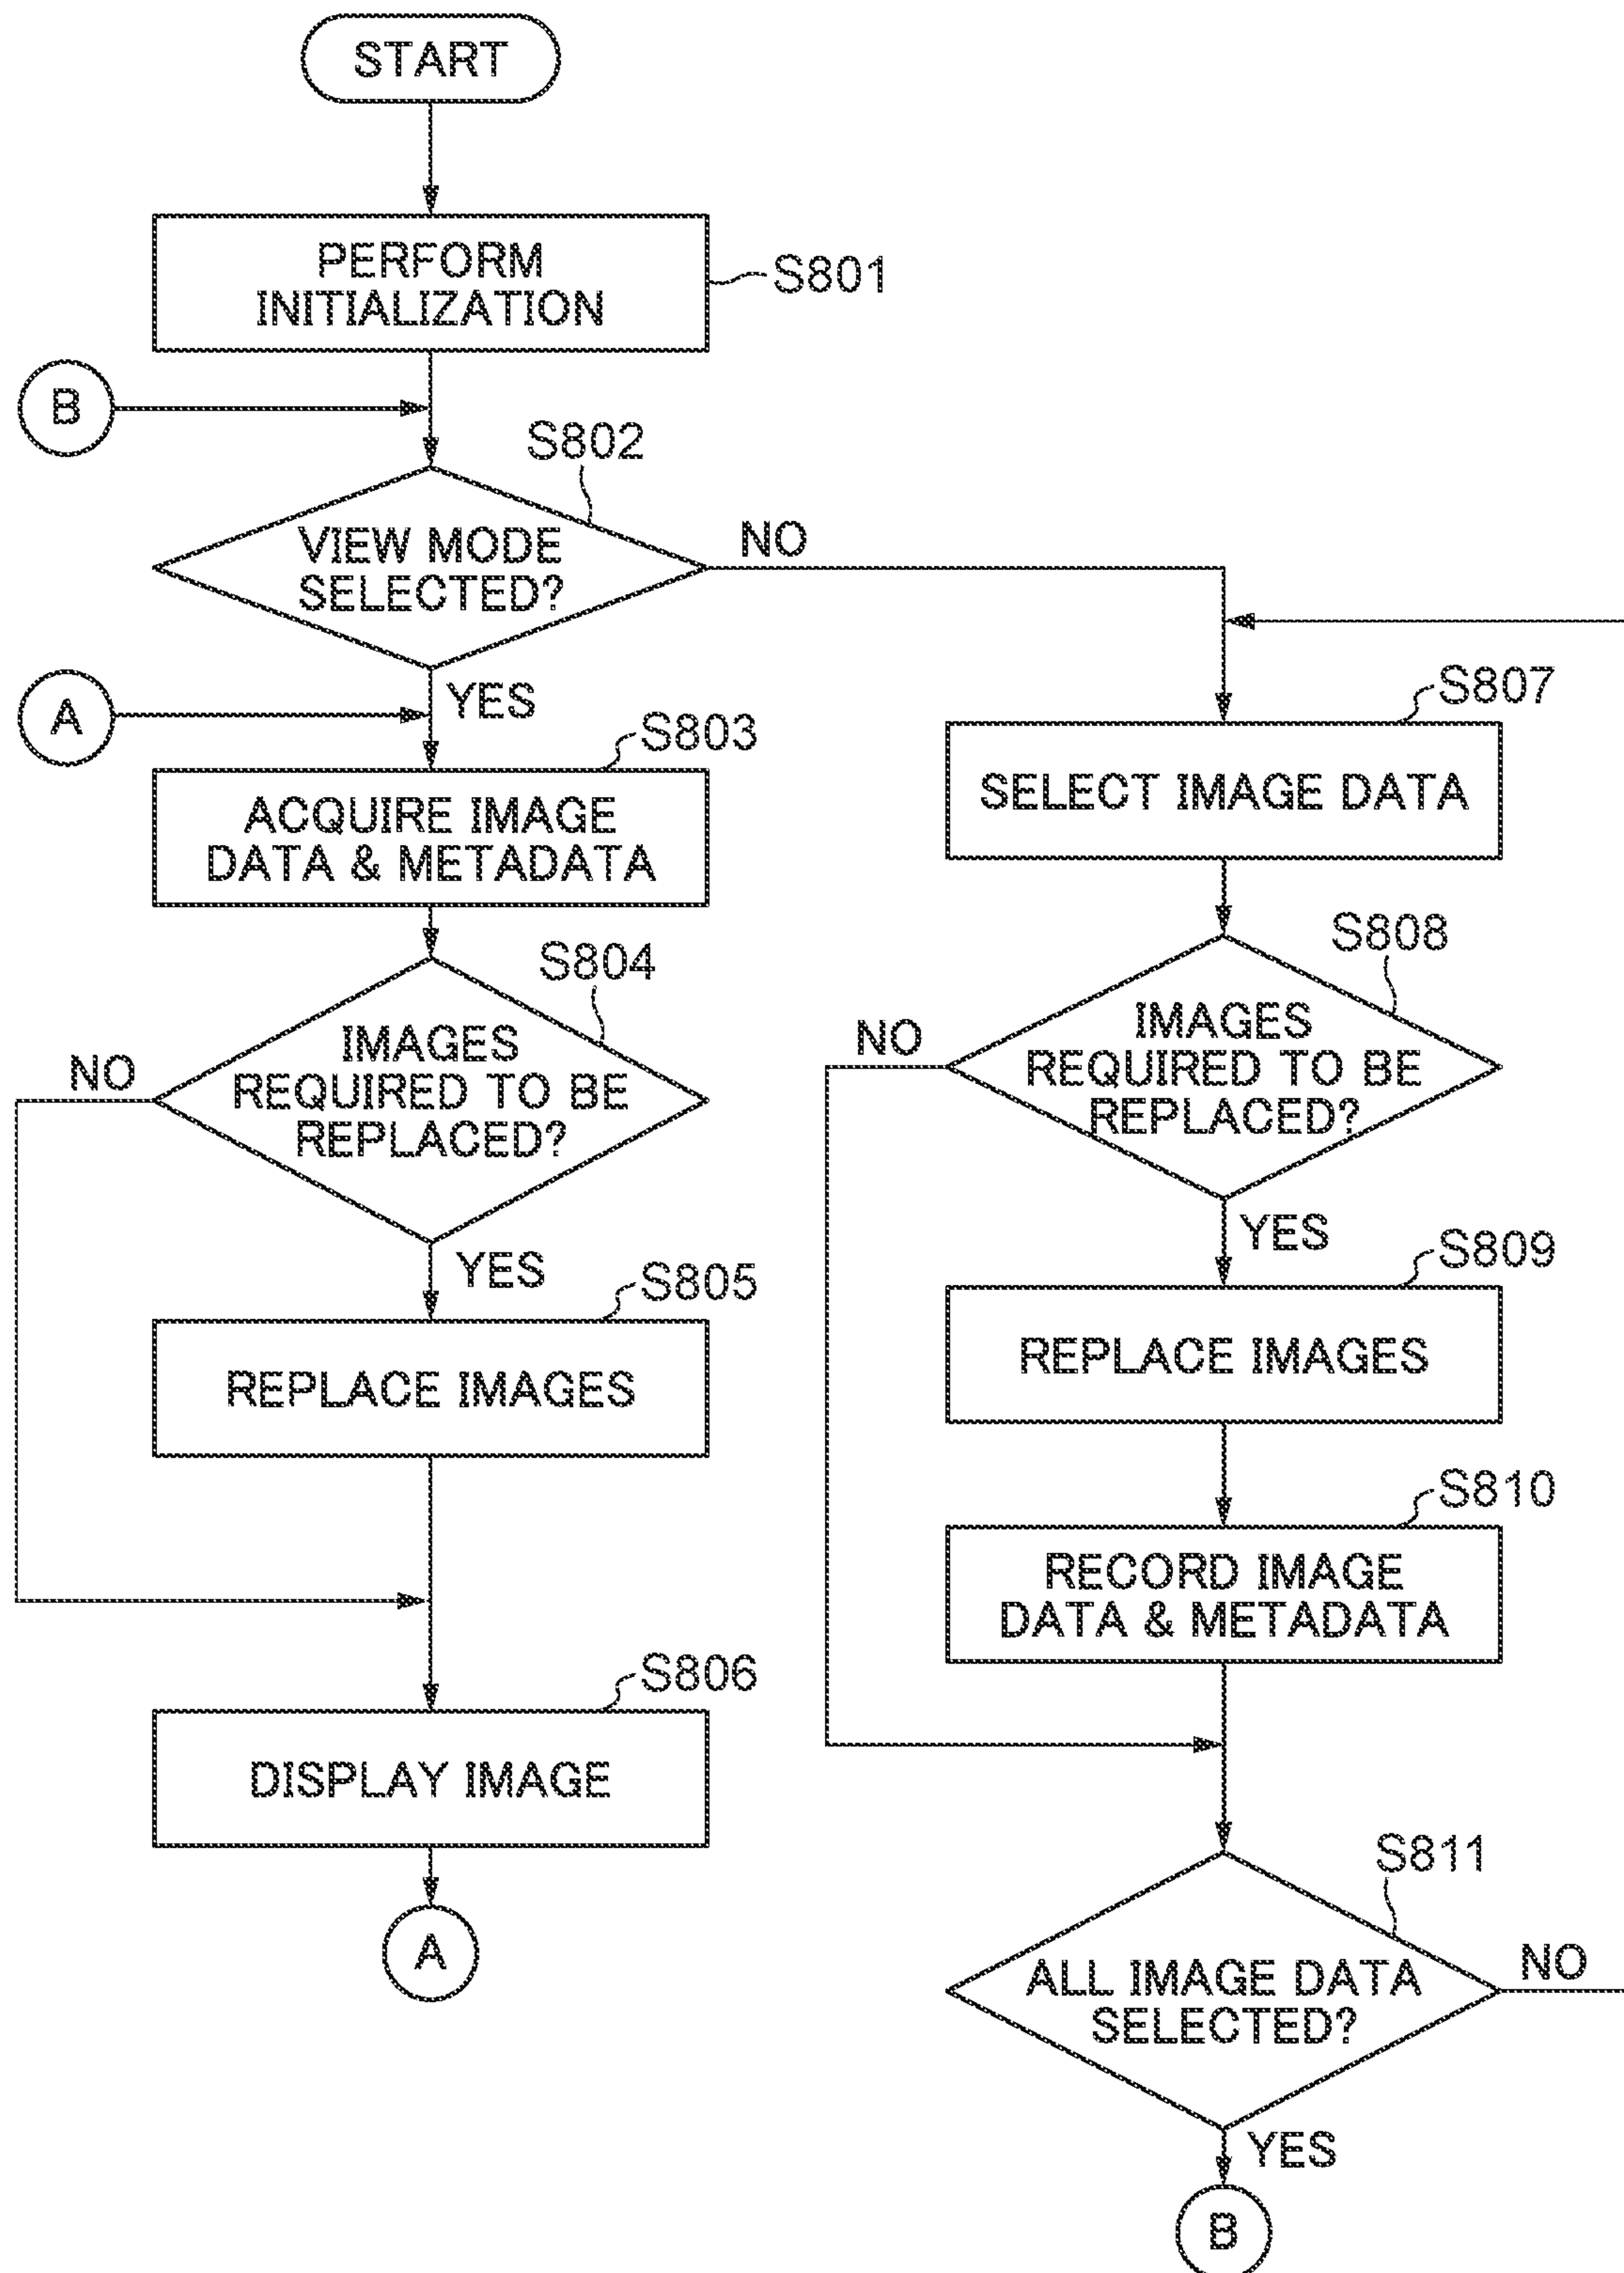 START
PERFORM
INITIALIZATION
S801
B
S802
VIEW MODE
SELECTED?
NO
YES
A
S803
ACQUIRE IMAGE
DATA & METADATA
S804
IMAGES
REQUIRED TO BE
REPLACED?
NO
YES
S805
REPLACE IMAGES
S806
DISPLAY IMAGE
A
S807
SELECT IMAGE DATA
S808
IMAGES
REQUIRED TO BE
REPLACED?
NO
YES
S809
REPLACE IMAGES
S810
RECORD IMAGE
DATA & METADATA
S811
ALL IMAGE DATA
SELECTED?
NO
YES
B